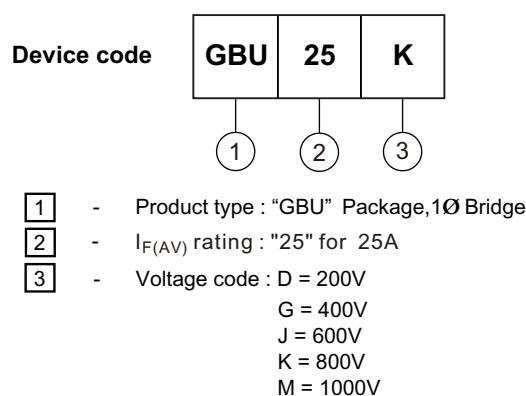 Device code GBU 25 K
1 2 3
1 - Product type : “GBU” Package,1Ø Bridge
2 - IF(AV) rating : "25" for 25A
3 - Voltage code : D = 200V
G = 400V
J = 600V
K = 800V
M = 1000V